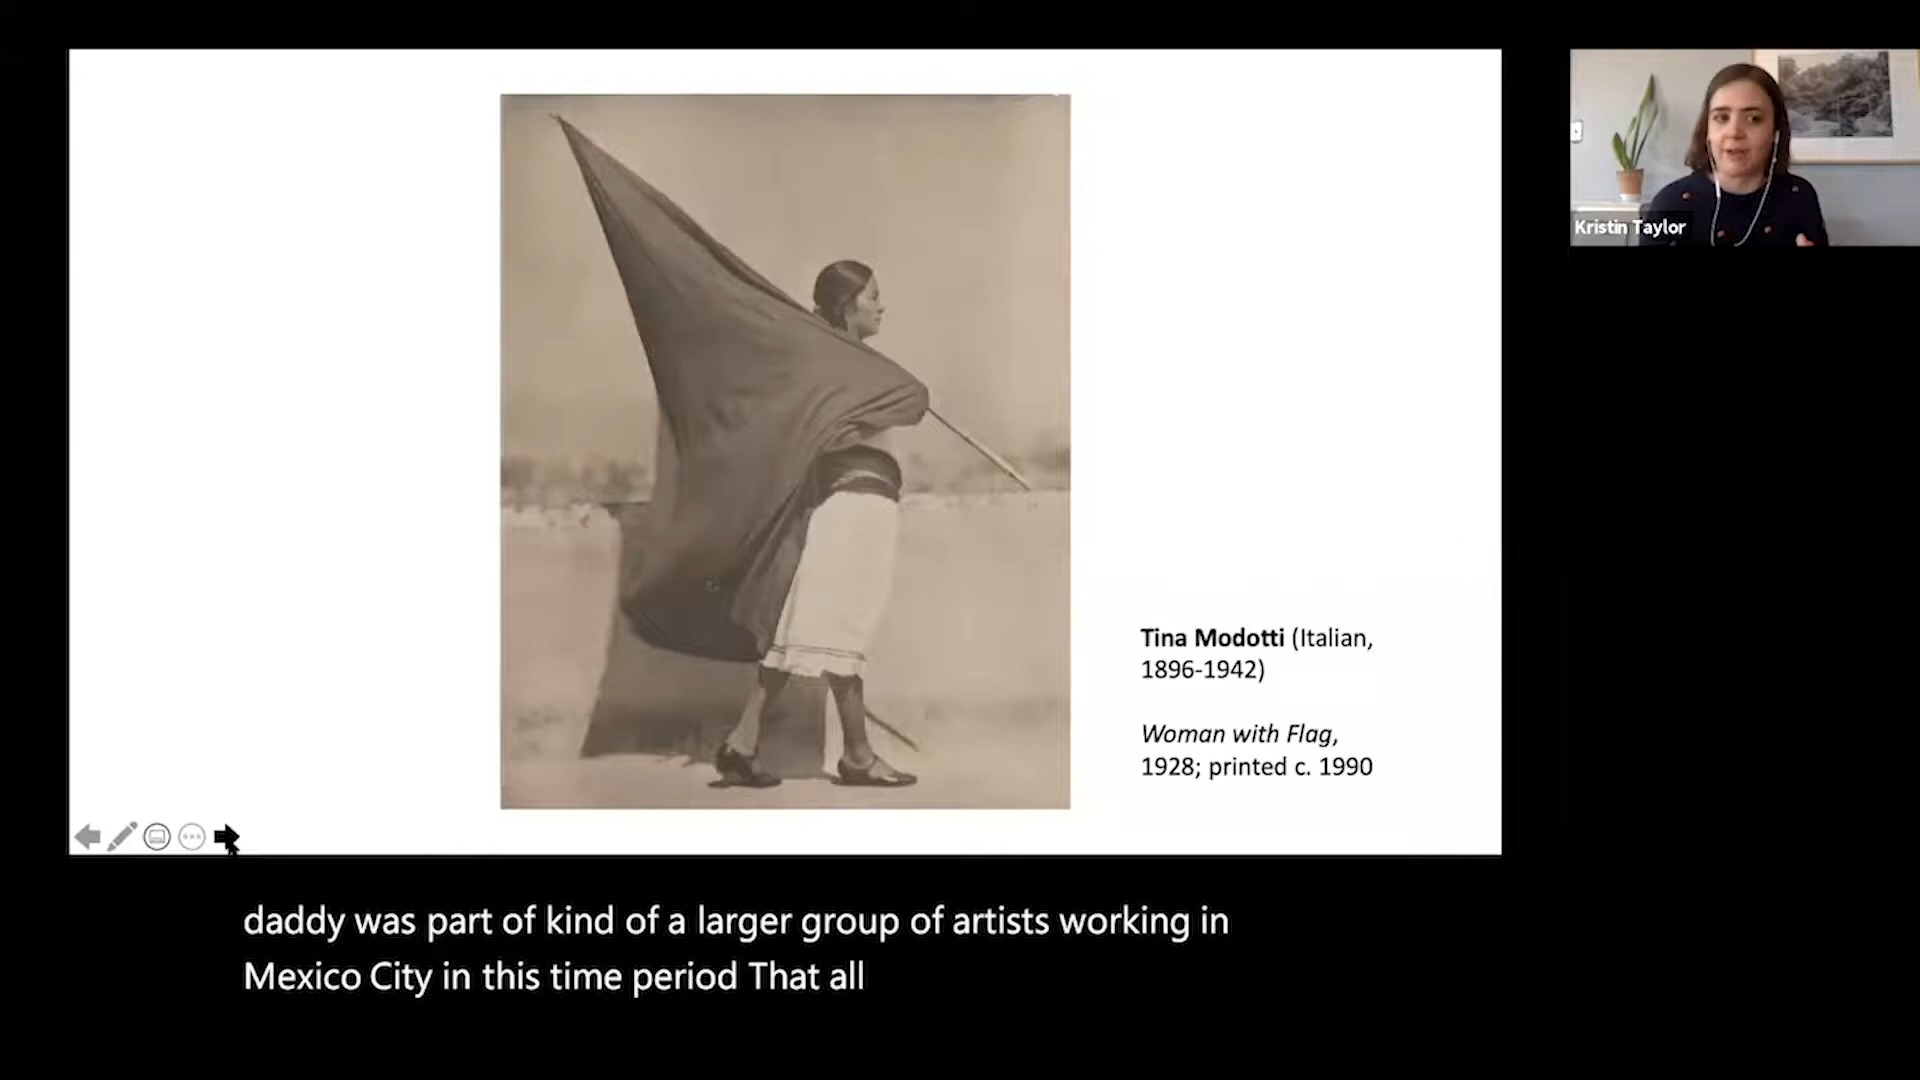 Kristin Taylor
Tina Modotti (Italian,
1896-1942)
Woman with Flag,
1928; printed c. 1990
daddy was part of kind of a larger group of artists working in
Mexico City in this time period That all